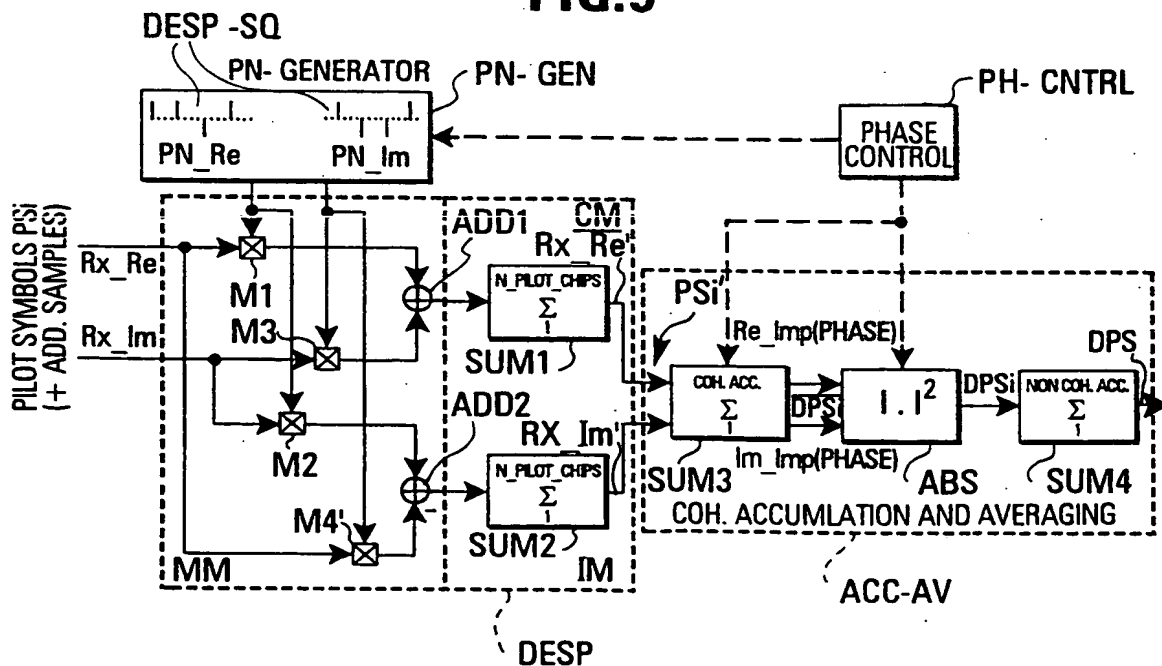 DESP -SQ
PN- GENERATOR
PN- GEN
PN_Re
PN_Im
PH- CNTRL
PHASE
CONTROL
PILOT SYMBOLS PSi
(+ ADD. SAMPLES)
Rx_Re
Rx_Im
M1
M3
M2
M4'
MM
ADD1
ADD2
CM
Rx_Re'
N_PILOT_CHIPS
Σ
1
SUM1
RX_Im'
N_PILOT_CHIPS
Σ
1
SUM2
IM
DESP
PSi'
Re_Imp(PHASE)
COH. ACC.
Σ
1
SUM3
DPSi
Im_Imp(PHASE)
| . |²
ABS
DPSi
NON COH. ACC.
Σ
1
SUM4
DPS
COH. ACCUMLATION AND AVERAGING
ACC-AV